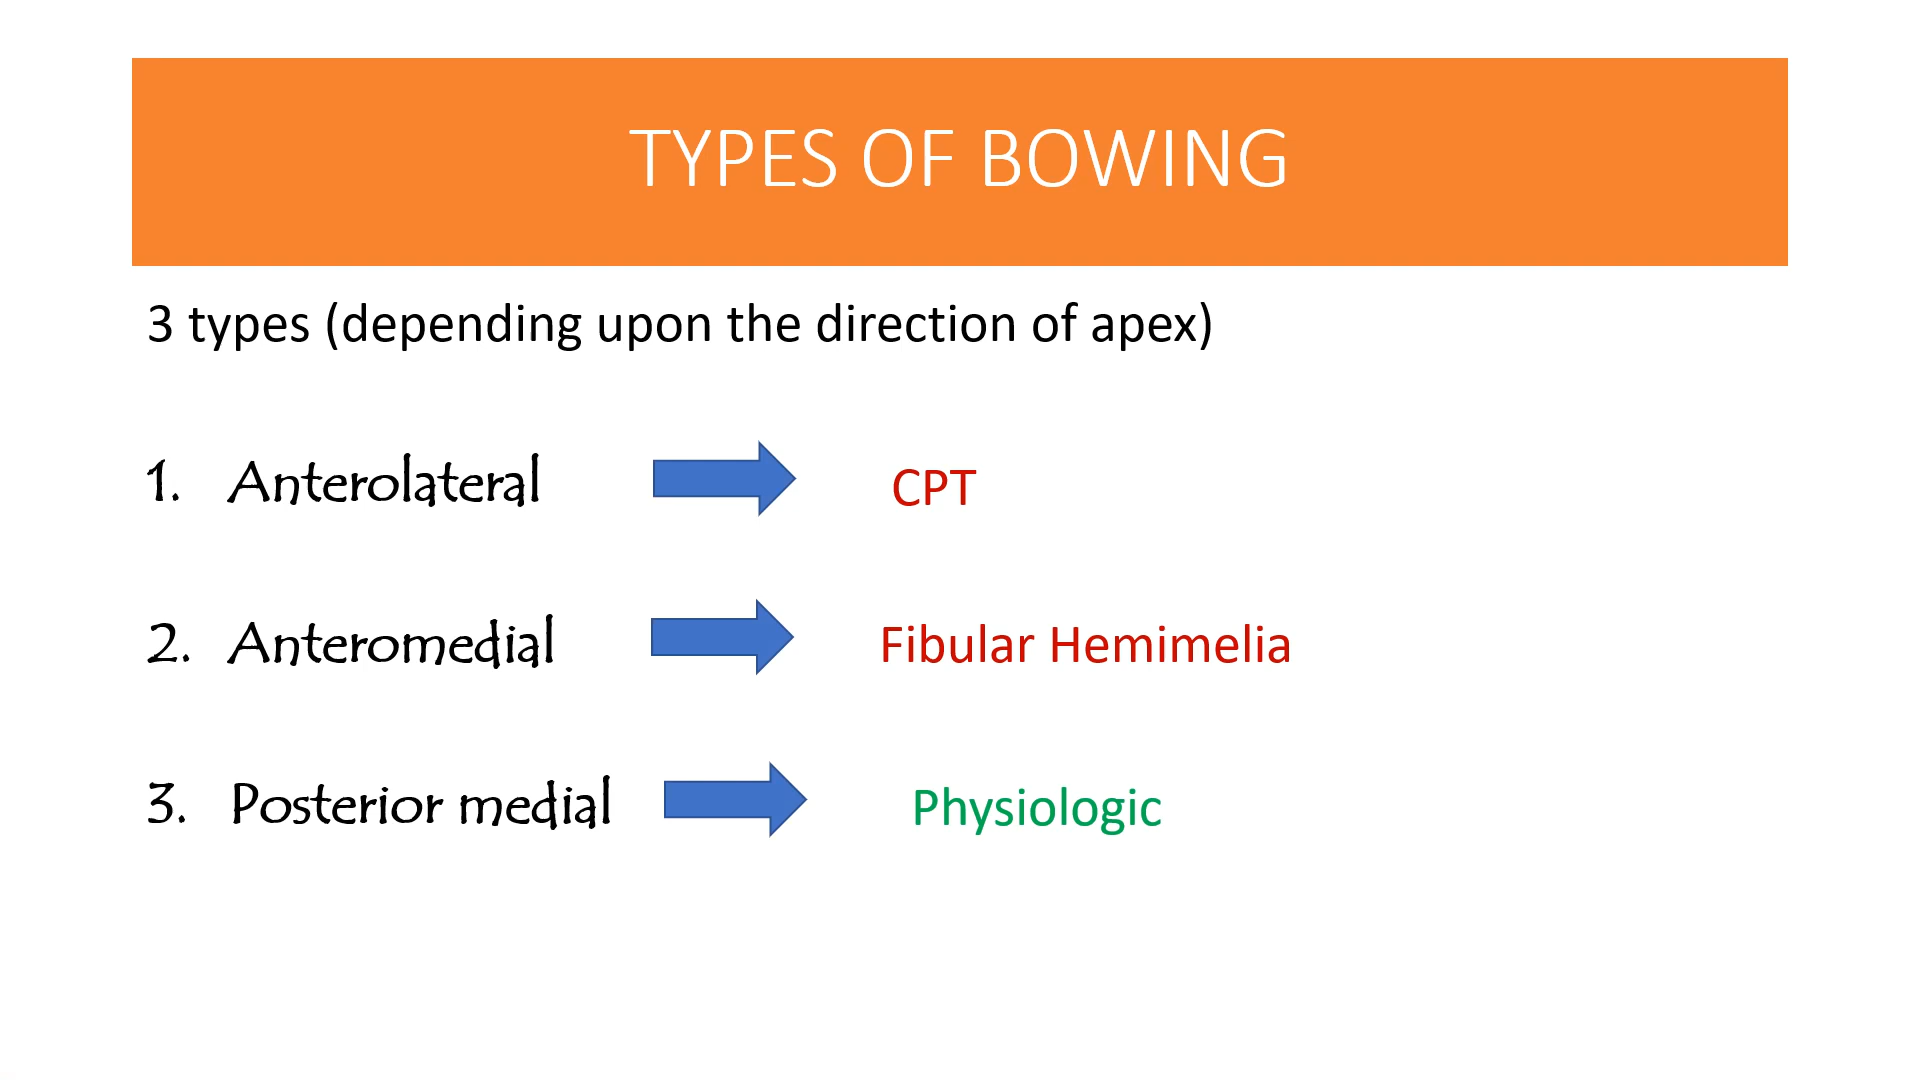 TYPES OF BOWING
3 types (depending upon the direction of apex)
1. Anterolateral CPT
2. Anteromedial Fibular Hemimelia
3. Posterior medial Physiologic